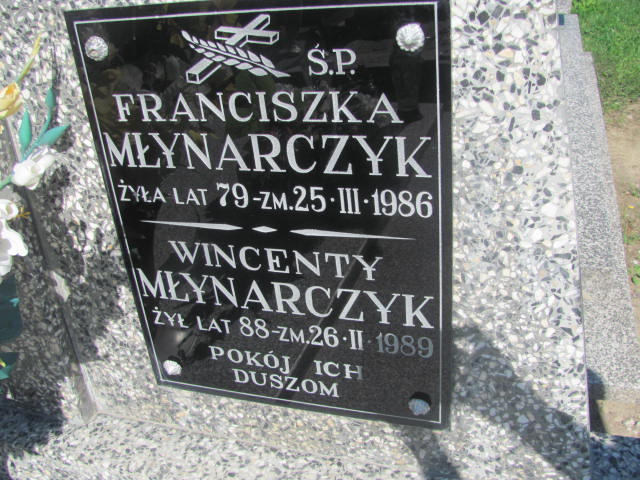 Ś.P.
FRANCISZKA
MŁYNARCZYK
ŻYŁA LAT 79-ZM. 25·III·1986
WINCENTY
MŁYNARCZYK
ŻYŁ LAT 88-ZM. 26·II·1989
POKÓJ ICH
DUSZOM